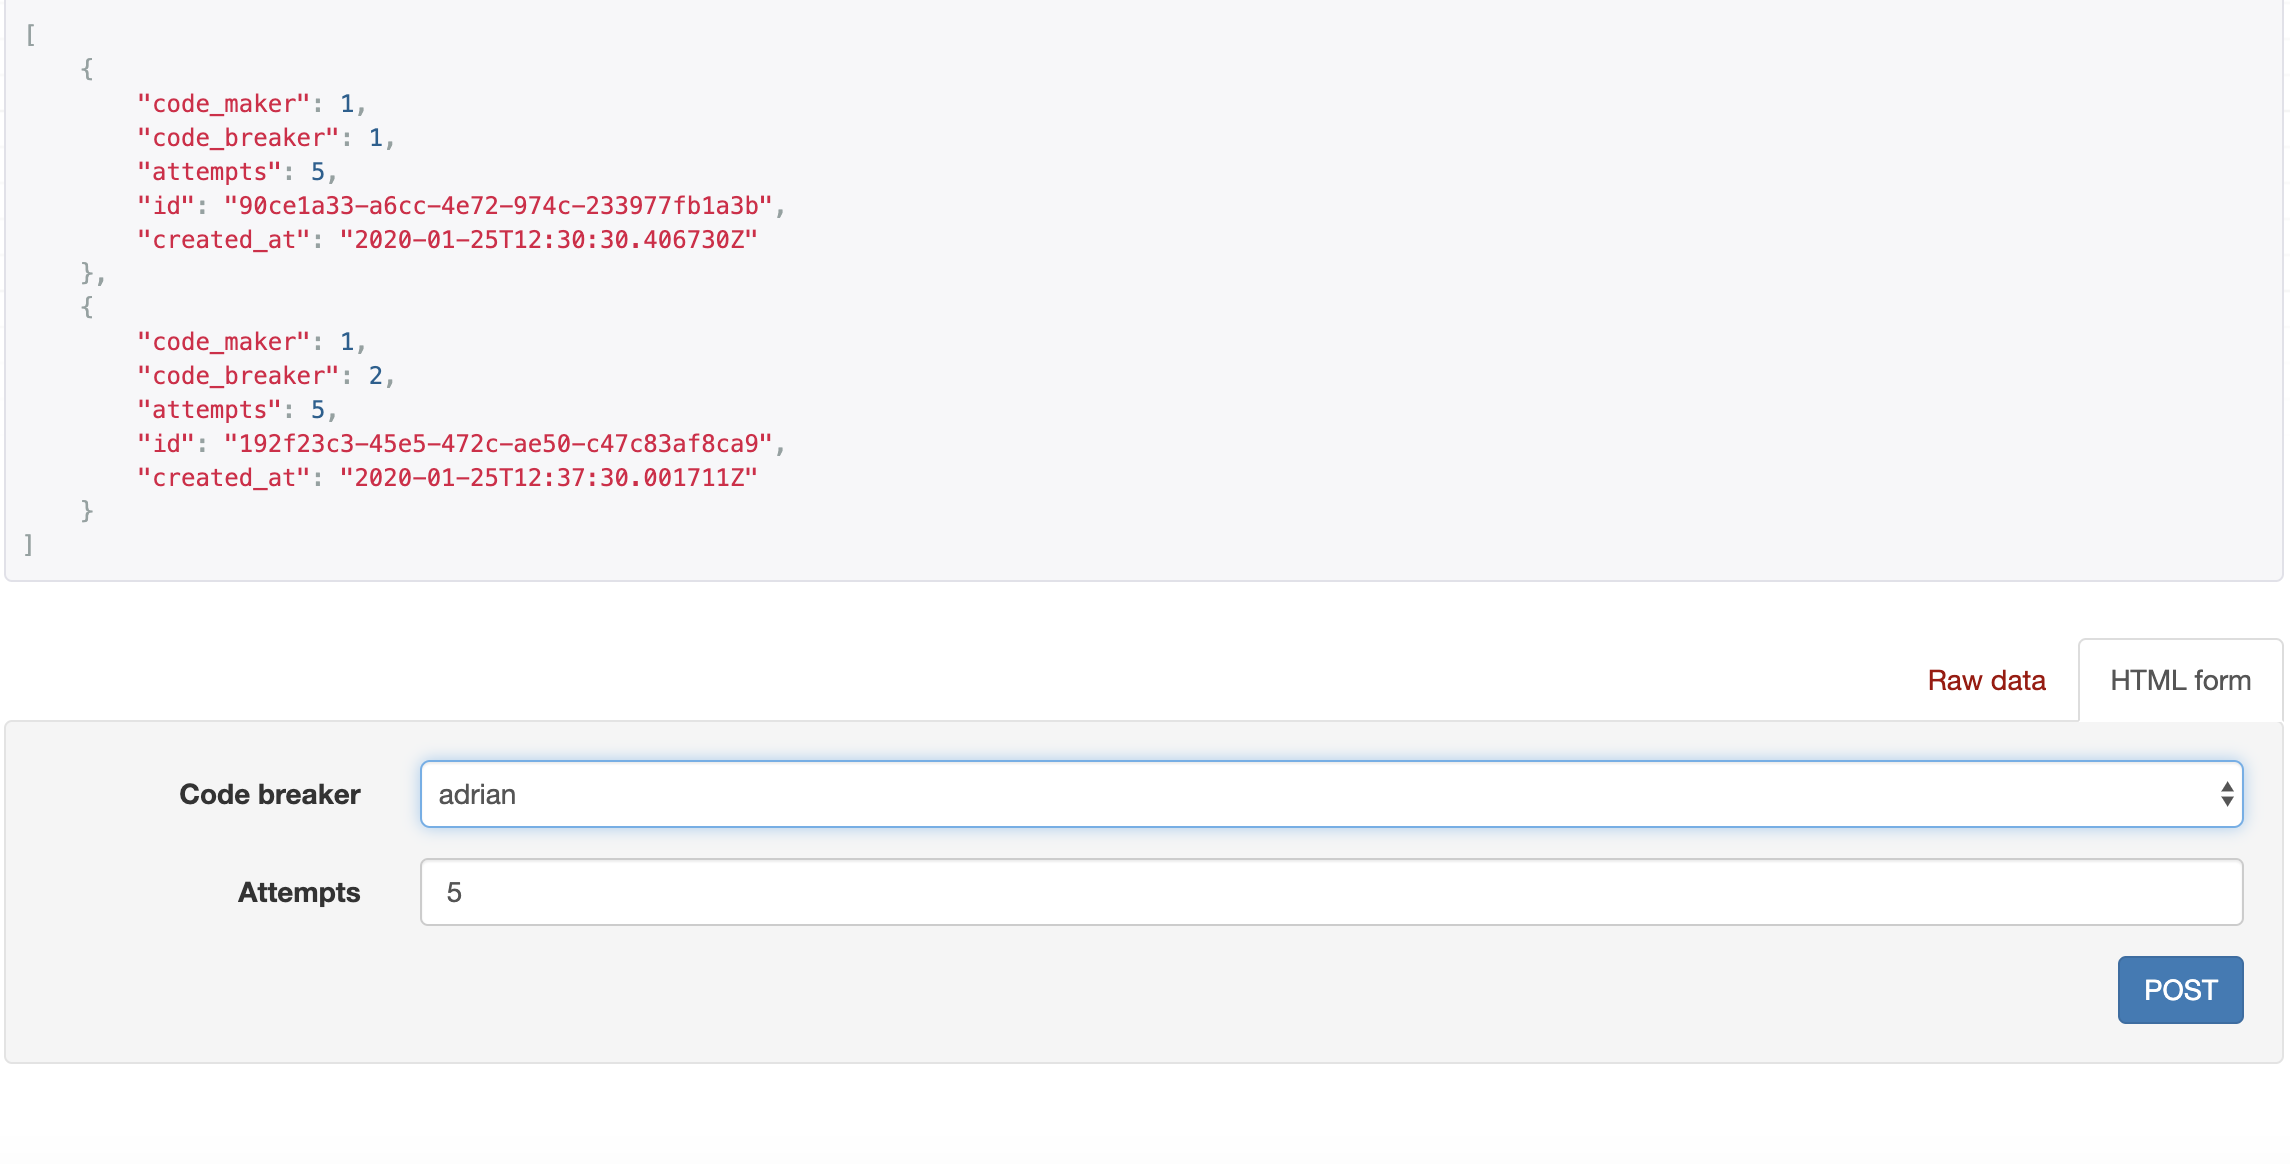 [
    {
        "code_maker": 1,
        "code_breaker": 1,
        "attempts": 5,
        "id": "90ce1a33-a6cc-4e72-974c-233977fb1a3b",
        "created_at": "2020-01-25T12:30:30.406730Z"
    },
    {
        "code_maker": 1,
        "code_breaker": 2,
        "attempts": 5,
        "id": "192f23c3-45e5-472c-ae50-c47c83af8ca9",
        "created_at": "2020-01-25T12:37:30.001711Z"
    }
]
Raw data HTML form
Code breaker adrian
Attempts 5
POST